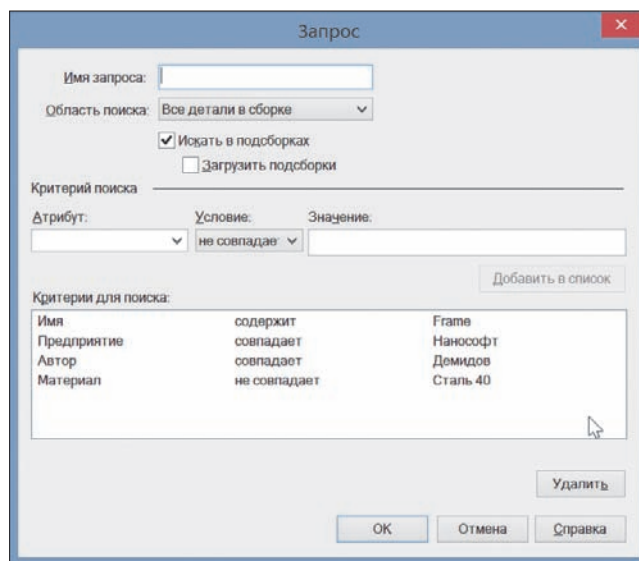 Запрос
Имя запроса:
Область поиска: Все детали в сборке
Искать в подсборках
Загрузить подсборки
Критерий поиска
Атрибут: Условие: Значение:
не совпадает
Добавить в список
Критерии для поиска:
Имя содержит Frame
Предприятие совпадает Нанософт
Автор совпадает Демидов
Материал не совпадает Сталь 40
Удалить
ОК Отмена Справка